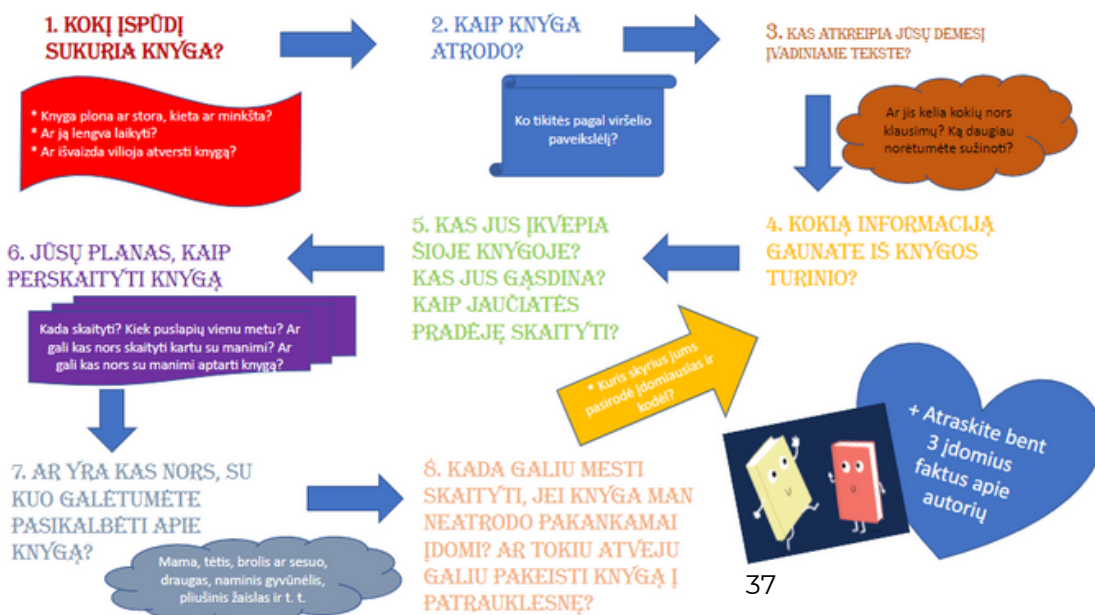 1. KOKĮ ĮSPŪDĮ
SUKURIA KNYGA?
* Knyga plona ar stora, kieta ar minkšta?
* Ar ją lengva laikyti?
* Ar išvaizda vilioja atversti knygą?
2. KAIP KNYGA
ATRODO?
Ko tikitės pagal viršelio
paveikslėlį?
3. KAS ATKREIPIA JŪSŲ DĖMESĮ
ĮVADINIAME TEKSTE?
Ar jis kelia kokių nors
klausimų? Ką daugiau
norėtumėte sužinoti?
4. KOKIĄ INFORMACIJĄ
GAUNATE IŠ KNYGOS
TURINIO?
5. KAS JUS ĮKVEPIA
ŠIOJE KNYGOJE?
KAS JUS GĄSDINA?
KAIP JAUČIATĖS
PRADĖJĘ SKAITYTI?
* Kuris skyrius jums
pasirodė įdomiausias ir
kodėl?
6. JŪSŲ PLANAS, KAIP
PERSKAITYTI KNYGĄ
Kada skaityti? Kiek puslapių vienu metu? Ar
gali kas nors skaityti kartu su manimi? Ar
gali kas nors su manimi aptarti knygą?
7. AR YRA KAS NORS, SU
KUO GALĖTUMĖTE
PASIKALBĖTI APIE
KNYGĄ?
Mama, tėtis, brolis ar sesuo,
draugas, naminis gyvūnėlis,
pliušinis žaislas ir t. t.
8. KADA GALIU MESTI
SKAITYTI, JEI KNYGA MAN
NEATRODO PAKANKAMAI
ĮDOMI? AR TOKIU ATVEJU
GALIU PAKEISTI KNYGĄ Į
PATRAUKLESNĘ?
+ Atraskite bent
3 įdomius
faktus apie
autorių
37